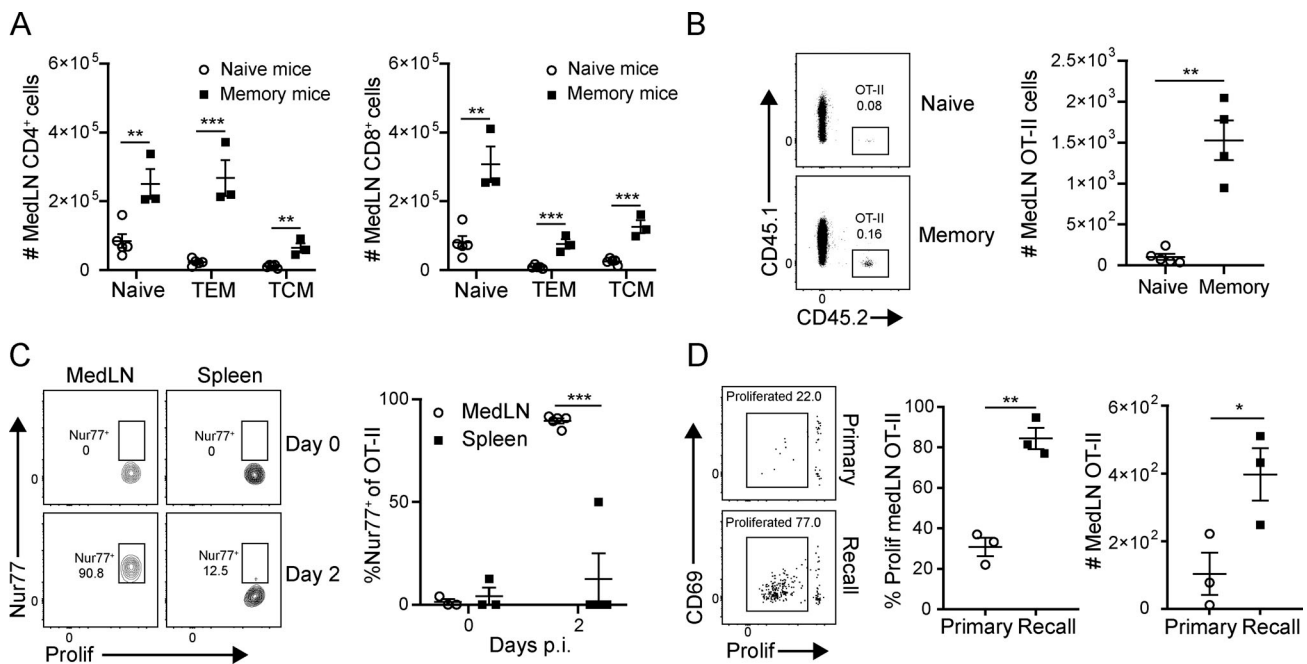 A
# MedLN CD4⁺ cells
6×10⁵
4×10⁵
2×10⁵
0
Naive mice
Memory mice
**
***
**
Naive
TEM
TCM
# MedLN CD8⁺ cells
6×10⁵
4×10⁵
2×10⁵
0
Naive mice
Memory mice
**
***
***
Naive
TEM
TCM
B
CD45.1
OT-II
0.08
0
Naive
OT-II
0.16
0
Memory
0
CD45.2
# MedLN OT-II cells
2.5×10³
2×10³
1.5×10³
1×10³
5×10²
0
**
Naive
Memory
C
MedLN
Spleen
Nur77
Nur77⁺
0
0
Nur77⁺
0
Day 0
Nur77⁺
90.8
0
Nur77⁺
12.5
Day 2
0
0
Prolif
%Nur77⁺ of OT-II
100
50
0
MedLN
Spleen
***
0
2
Days p.i.
D
CD69
Proliferated 22.0
0
Primary
Proliferated 77.0
0
Recall
0
Prolif
% Prolif medLN OT-II
100
80
60
40
20
0
**
Primary Recall
# MedLN OT-II
6×10²
4×10²
2×10²
0
*
Primary Recall